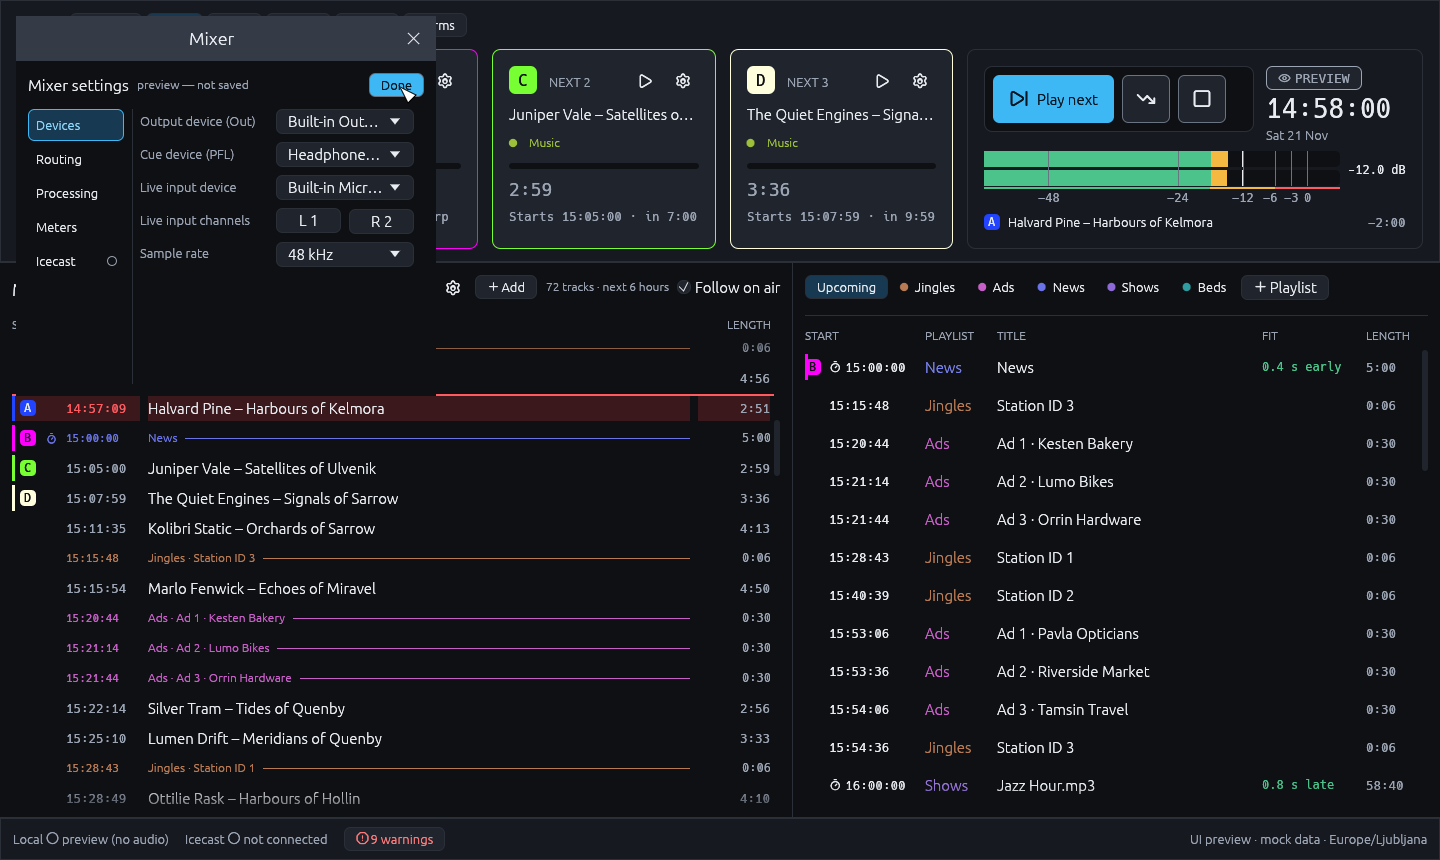 rms
Mixer
Mixer settings preview — not saved Done
Devices
Routing
Processing
Meters
Icecast
Output device (Out) Built-in Out…
Cue device (PFL) Headphone…
Live input device Built-in Micr…
Live input channels L 1 R 2
Sample rate 48 kHz
rp
C NEXT 2
Juniper Vale – Satellites o…
Music
2:59
Starts 15:05:00 · in 7:00
D NEXT 3
The Quiet Engines – Signa…
Music
3:36
Starts 15:07:59 · in 9:59
Play next
PREVIEW
14:58:00
Sat 21 Nov
-12.0 dB
-48 -24 -12 -6 -3 0
A Halvard Pine – Harbours of Kelmora -2:00
+ Add 72 tracks · next 6 hours Follow on air
LENGTH
0:06
4:56
A 14:57:09 Halvard Pine – Harbours of Kelmora 2:51
B 15:00:00 News 5:00
C 15:05:00 Juniper Vale – Satellites of Ulvenik 2:59
D 15:07:59 The Quiet Engines – Signals of Sarrow 3:36
15:11:35 Kolibri Static – Orchards of Sarrow 4:13
15:15:48 Jingles · Station ID 3 0:06
15:15:54 Marlo Fenwick – Echoes of Miravel 4:50
15:20:44 Ads · Ad 1 · Kesten Bakery 0:30
15:21:14 Ads · Ad 2 · Lumo Bikes 0:30
15:21:44 Ads · Ad 3 · Orrin Hardware 0:30
15:22:14 Silver Tram – Tides of Quenby 2:56
15:25:10 Lumen Drift – Meridians of Quenby 3:33
15:28:43 Jingles · Station ID 1 0:06
15:28:49 Ottilie Rask – Harbours of Hollin 4:10
Upcoming Jingles Ads News Shows Beds + Playlist
START PLAYLIST TITLE FIT LENGTH
B 15:00:00 News News 0.4 s early 5:00
15:15:48 Jingles Station ID 3 0:06
15:20:44 Ads Ad 1 · Kesten Bakery 0:30
15:21:14 Ads Ad 2 · Lumo Bikes 0:30
15:21:44 Ads Ad 3 · Orrin Hardware 0:30
15:28:43 Jingles Station ID 1 0:06
15:40:39 Jingles Station ID 2 0:06
15:53:06 Ads Ad 1 · Pavla Opticians 0:30
15:53:36 Ads Ad 2 · Riverside Market 0:30
15:54:06 Ads Ad 3 · Tamsin Travel 0:30
15:54:36 Jingles Station ID 3 0:06
16:00:00 Shows Jazz Hour.mp3 0.8 s late 58:40
Local preview (no audio) Icecast not connected 9 warnings UI preview · mock data · Europe/Ljubljana